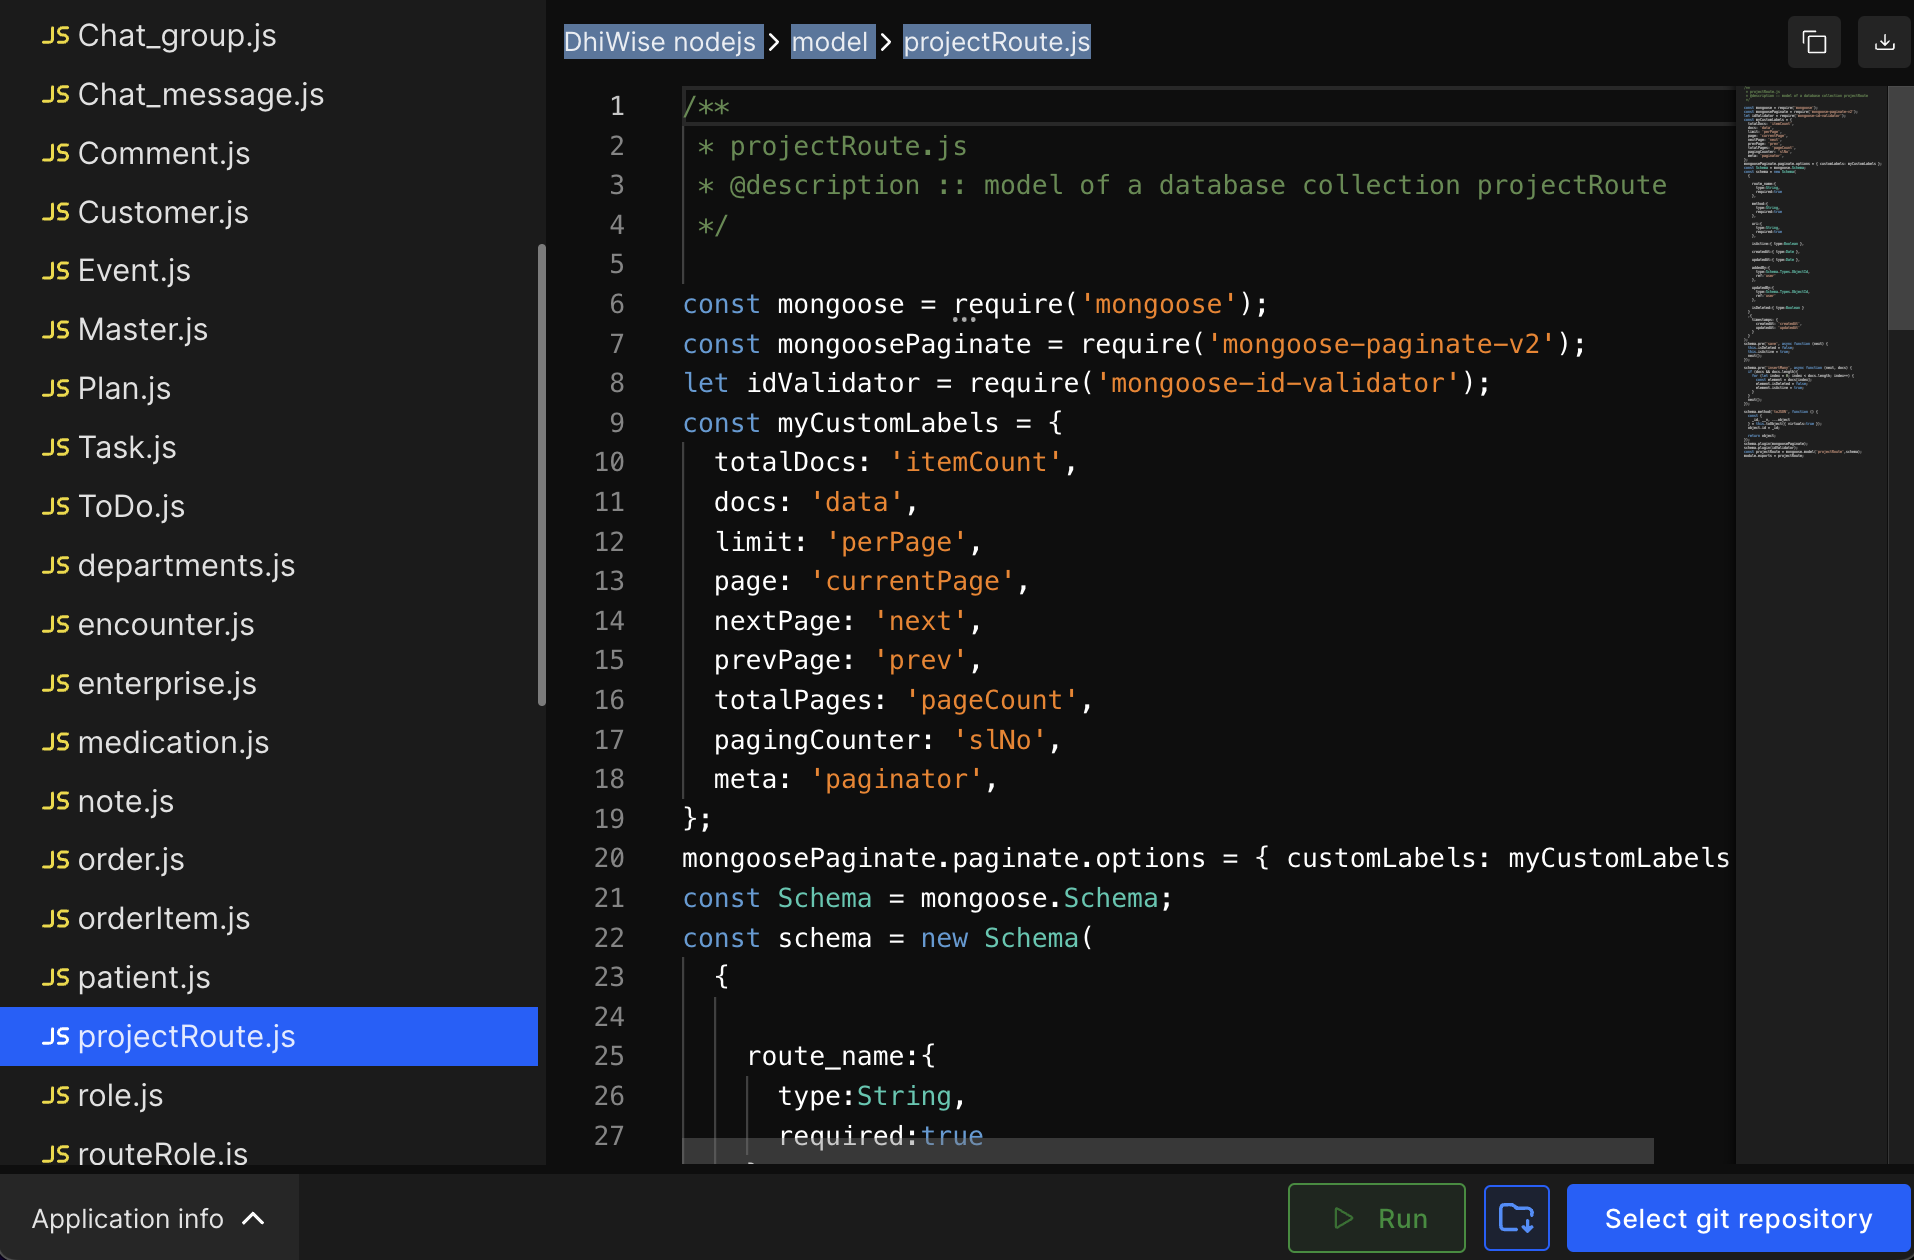 JS Chat_group.js
JS Chat_message.js
JS Comment.js
JS Customer.js
JS Event.js
JS Master.js
JS Plan.js
JS Task.js
JS ToDo.js
JS departments.js
JS encounter.js
JS enterprise.js
JS medication.js
JS note.js
JS order.js
JS orderItem.js
JS patient.js
JS projectRoute.js
JS role.js
JS routeRole.js
DhiWise nodejs > model > projectRoute.js
1 /**
2  * projectRoute.js
3  * @description :: model of a database collection projectRoute
4  */
5
6 const mongoose = require('mongoose');
7 const mongoosePaginate = require('mongoose-paginate-v2');
8 let idValidator = require('mongoose-id-validator');
9 const myCustomLabels = {
10   totalDocs: 'itemCount',
11   docs: 'data',
12   limit: 'perPage',
13   page: 'currentPage',
14   nextPage: 'next',
15   prevPage: 'prev',
16   totalPages: 'pageCount',
17   pagingCounter: 'slNo',
18   meta: 'paginator',
19 };
20 mongoosePaginate.paginate.options = { customLabels: myCustomLabels
21 const Schema = mongoose.Schema;
22 const schema = new Schema(
23   {
24
25     route_name:{
26       type:String,
27       required:true
Application info
Run
Select git repository